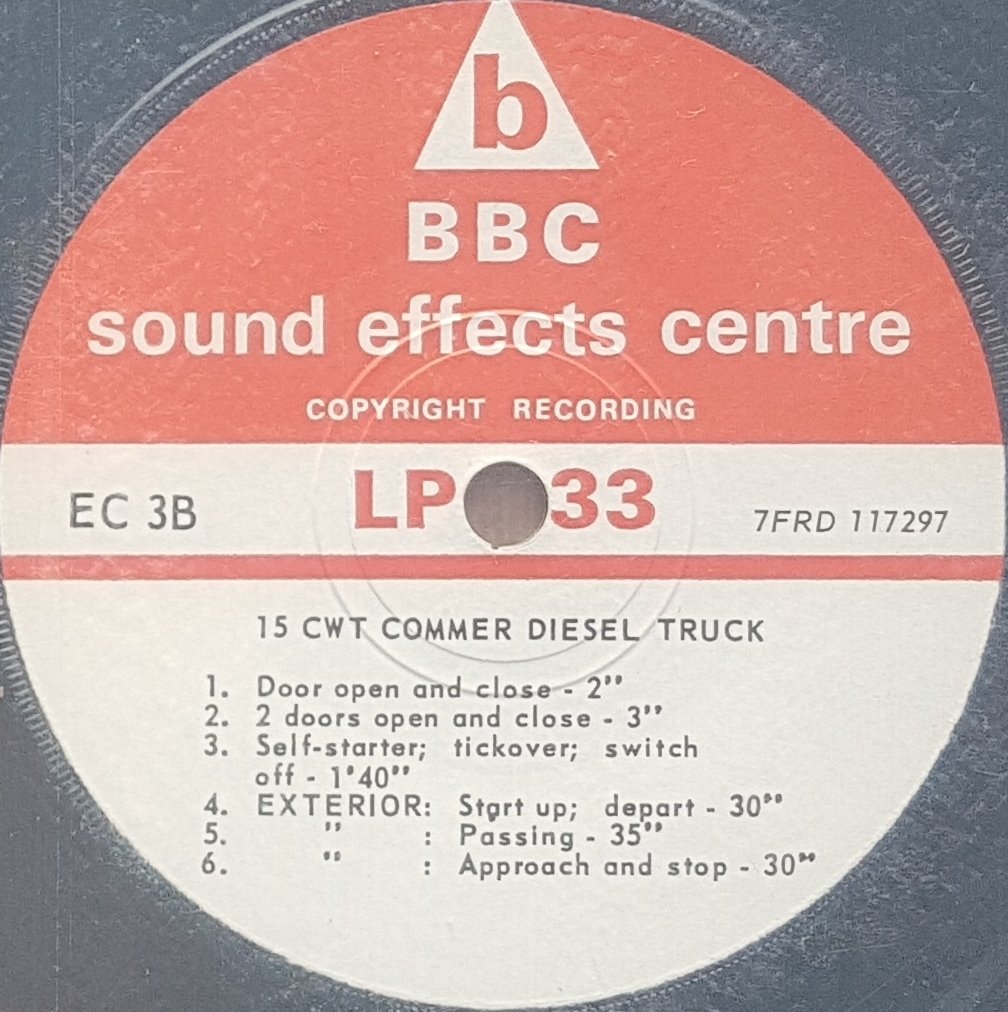 b
BBC
sound effects centre
COPYRIGHT RECORDING
EC 3B LP 33 7FRD 117297
15 CWT COMMER DIESEL TRUCK
1. Door open and close - 2"
2. 2 doors open and close - 3"
3. Self-starter; tickover; switch
off - 1'40"
4. EXTERIOR: Start up; depart - 30"
5. " : Passing - 35"
6. " : Approach and stop - 30"